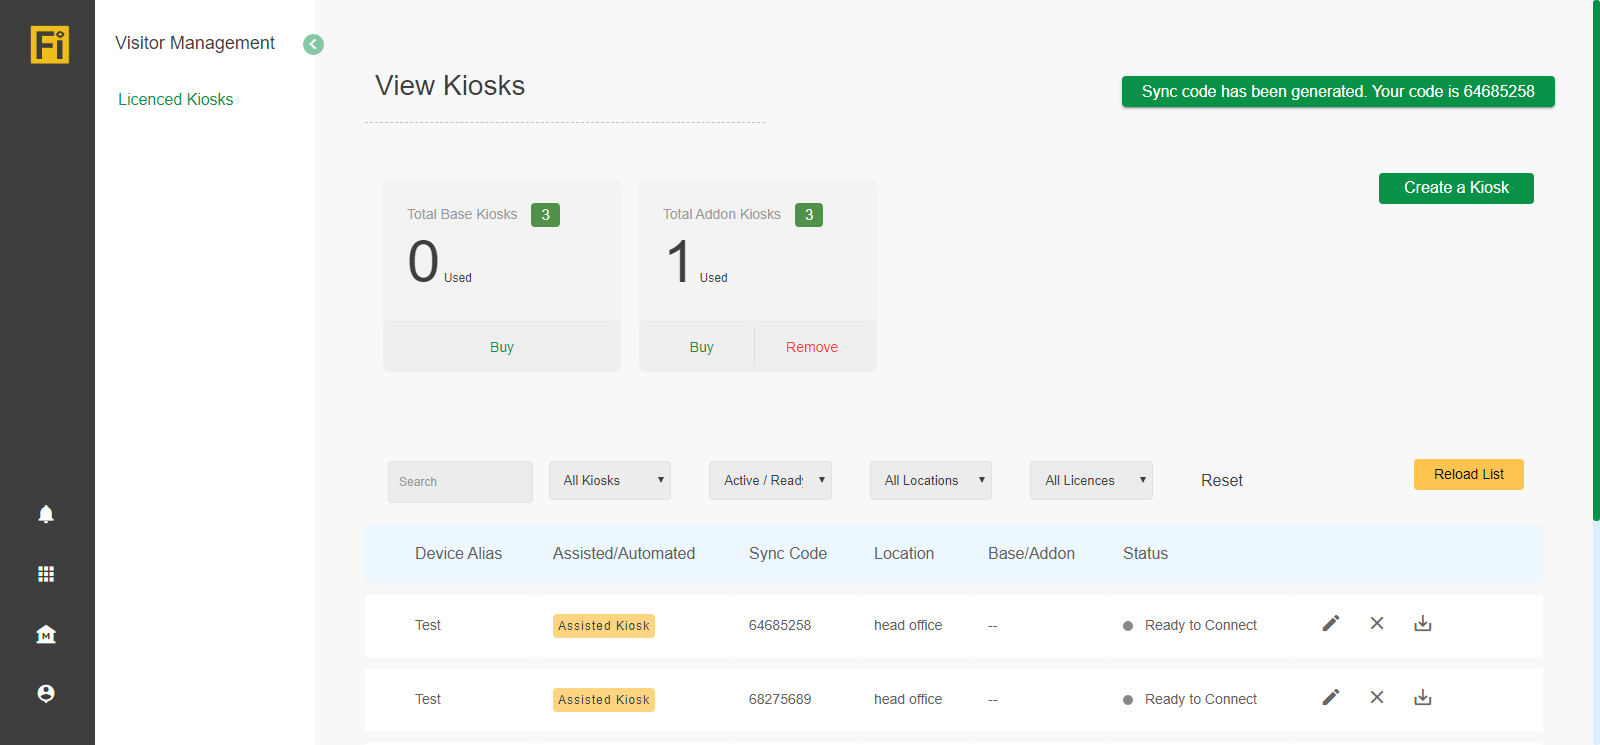 Fi
Visitor Management
Licenced Kiosks
View Kiosks
Sync code has been generated. Your code is 64685258
Create a Kiosk
Total Base Kiosks 3
0 Used
Buy
Total Addon Kiosks 3
1 Used
Buy Remove
Search All Kiosks Active / Read All Locations All Licences Reset Reload List
Device Alias Assisted/Automated Sync Code Location Base/Addon Status
Test Assisted Kiosk 64685258 head office -- Ready to Connect
Test Assisted Kiosk 68275689 head office -- Ready to Connect
M